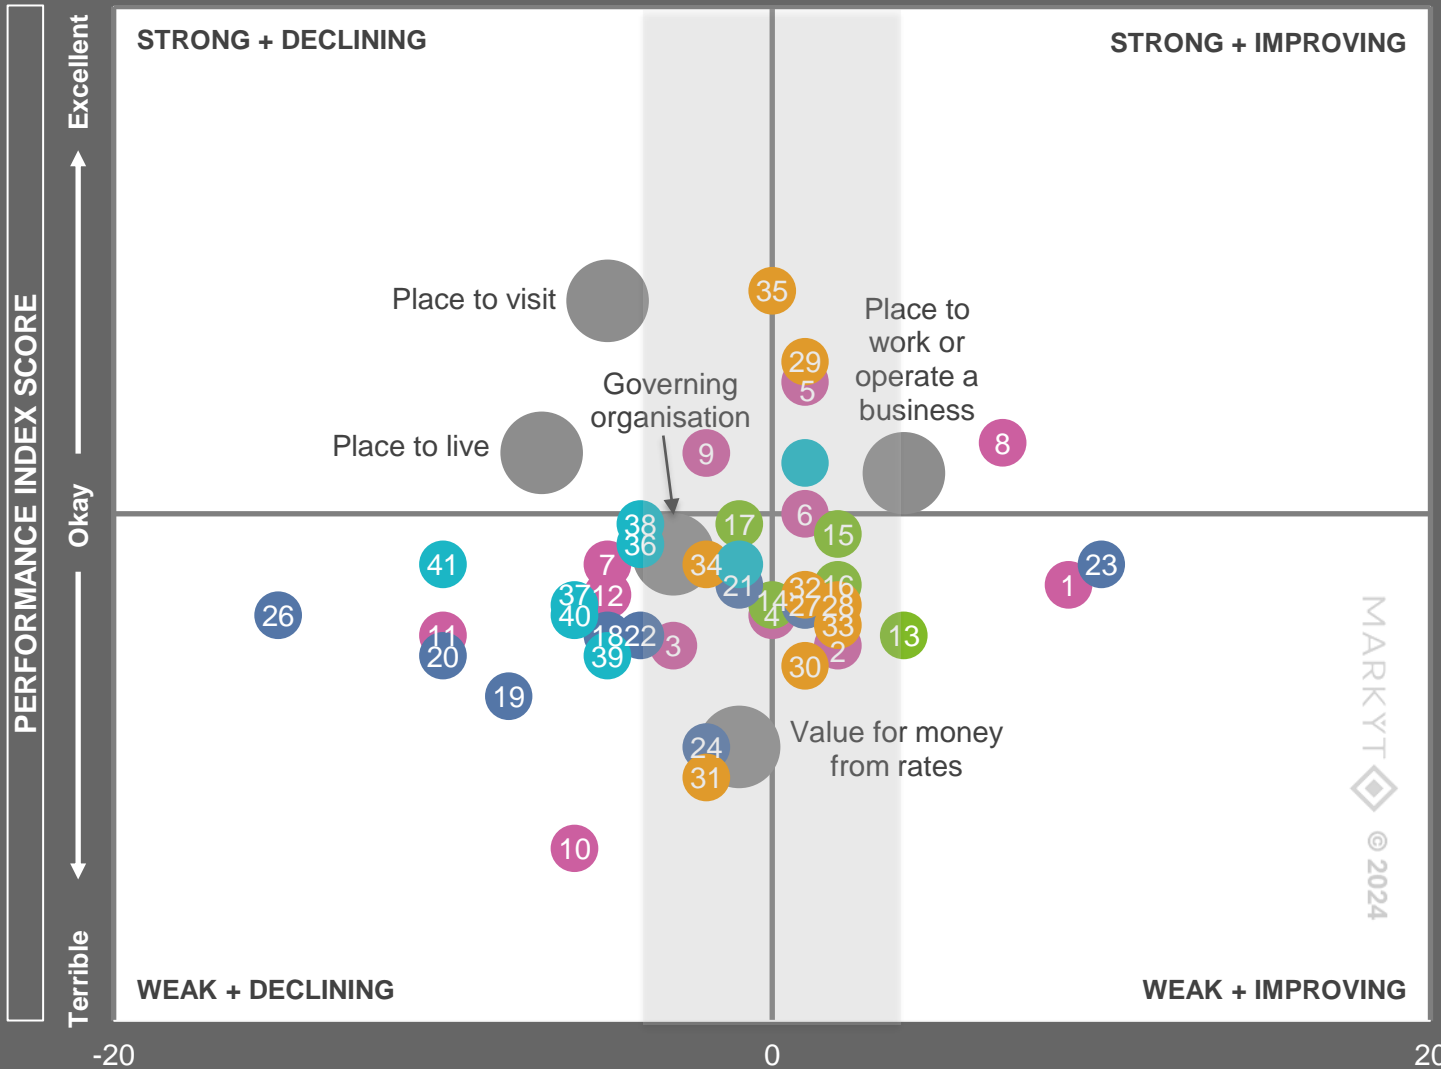 STRONG + DECLINING
STRONG + IMPROVING
Excellent
Okay
Terrible
PERFORMANCE INDEX SCORE
Place to visit
35
Place to
work or
operate a
business
29
5
Governing
organisation
Place to live
9
8
38
17
6
15
36
41
7
34
23
21
1
37
12
32
16
14
27
28
26
40
4
33
11
18
22
13
3
2
20
39
30
19
24
Value for money
from rates
31
10
MARKYT
© 2024
WEAK + DECLINING
WEAK + IMPROVING
-20
0
20